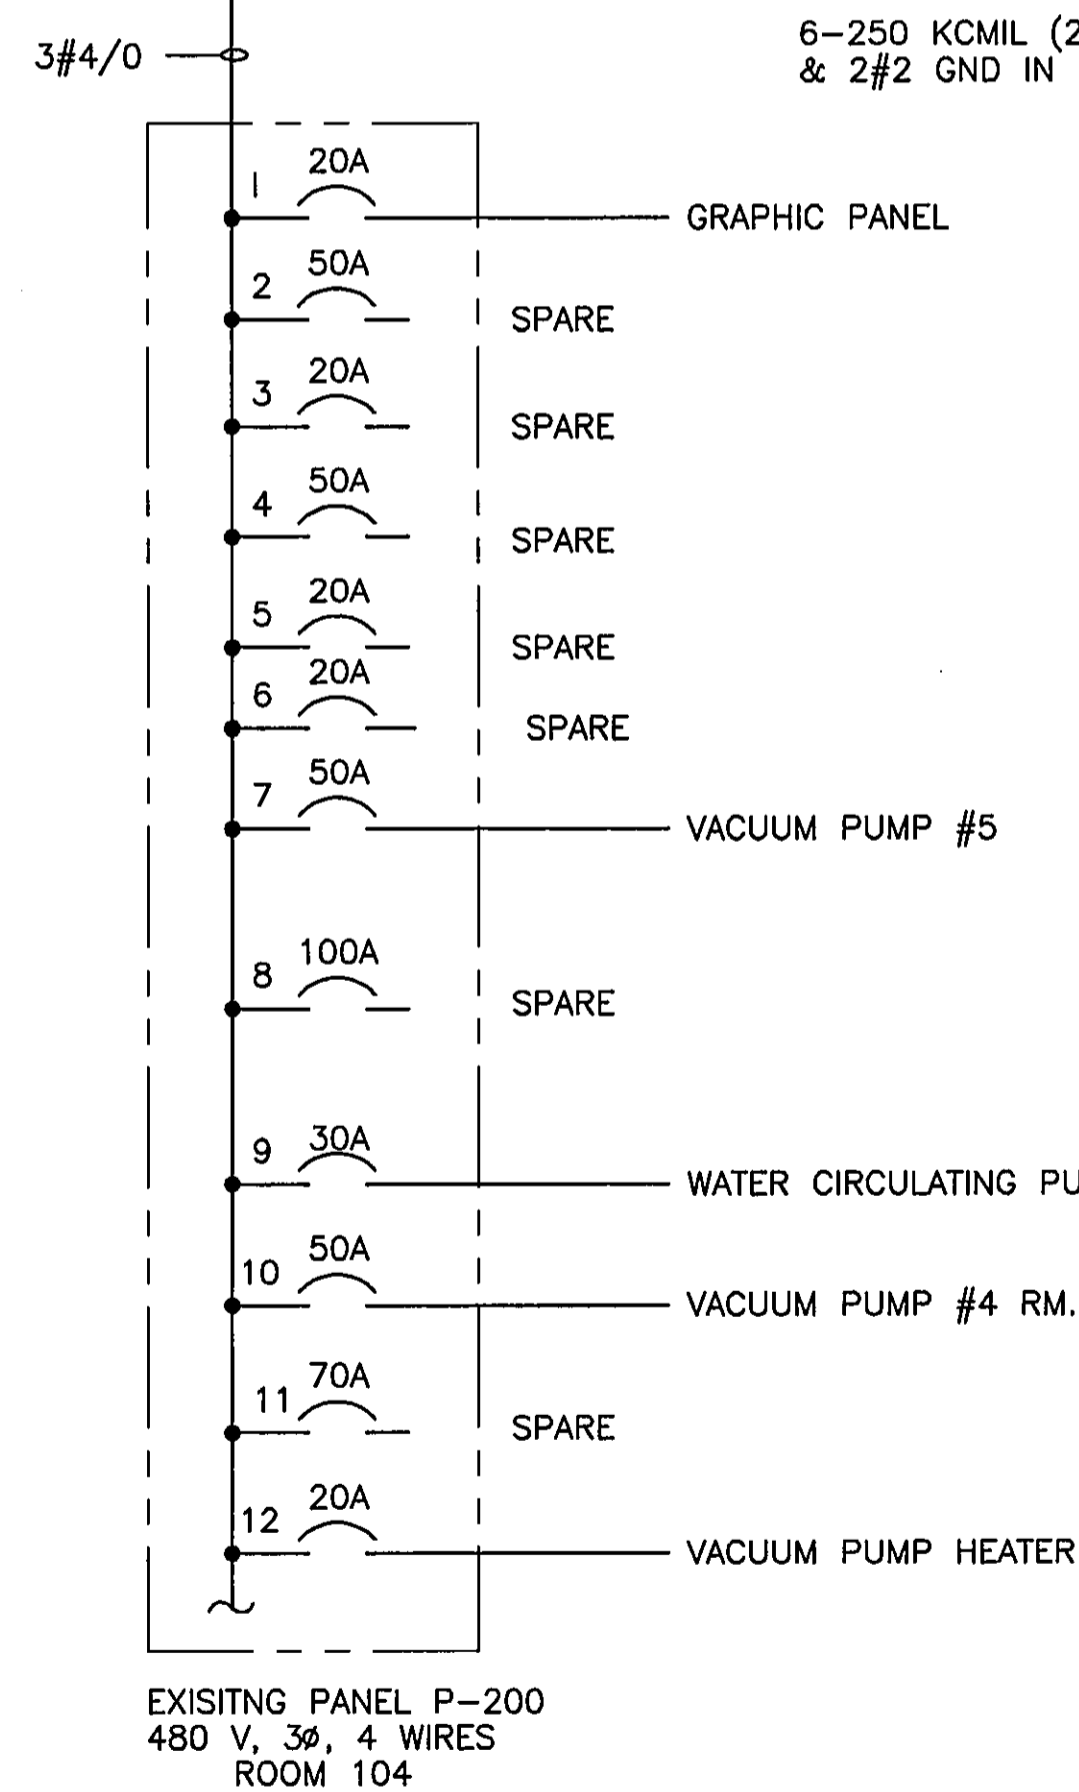 3#4/0
6-250 KCMIL (2
& 2#2 GND IN
1 20A GRAPHIC PANEL
2 50A SPARE
3 20A SPARE
4 50A SPARE
5 20A SPARE
6 20A SPARE
7 50A VACUUM PUMP #5
8 100A SPARE
9 30A WATER CIRCULATING PU
10 50A VACUUM PUMP #4 RM.
11 70A SPARE
12 20A VACUUM PUMP HEATER
EXISITNG PANEL P-200
480 V, 3ø, 4 WIRES
ROOM 104